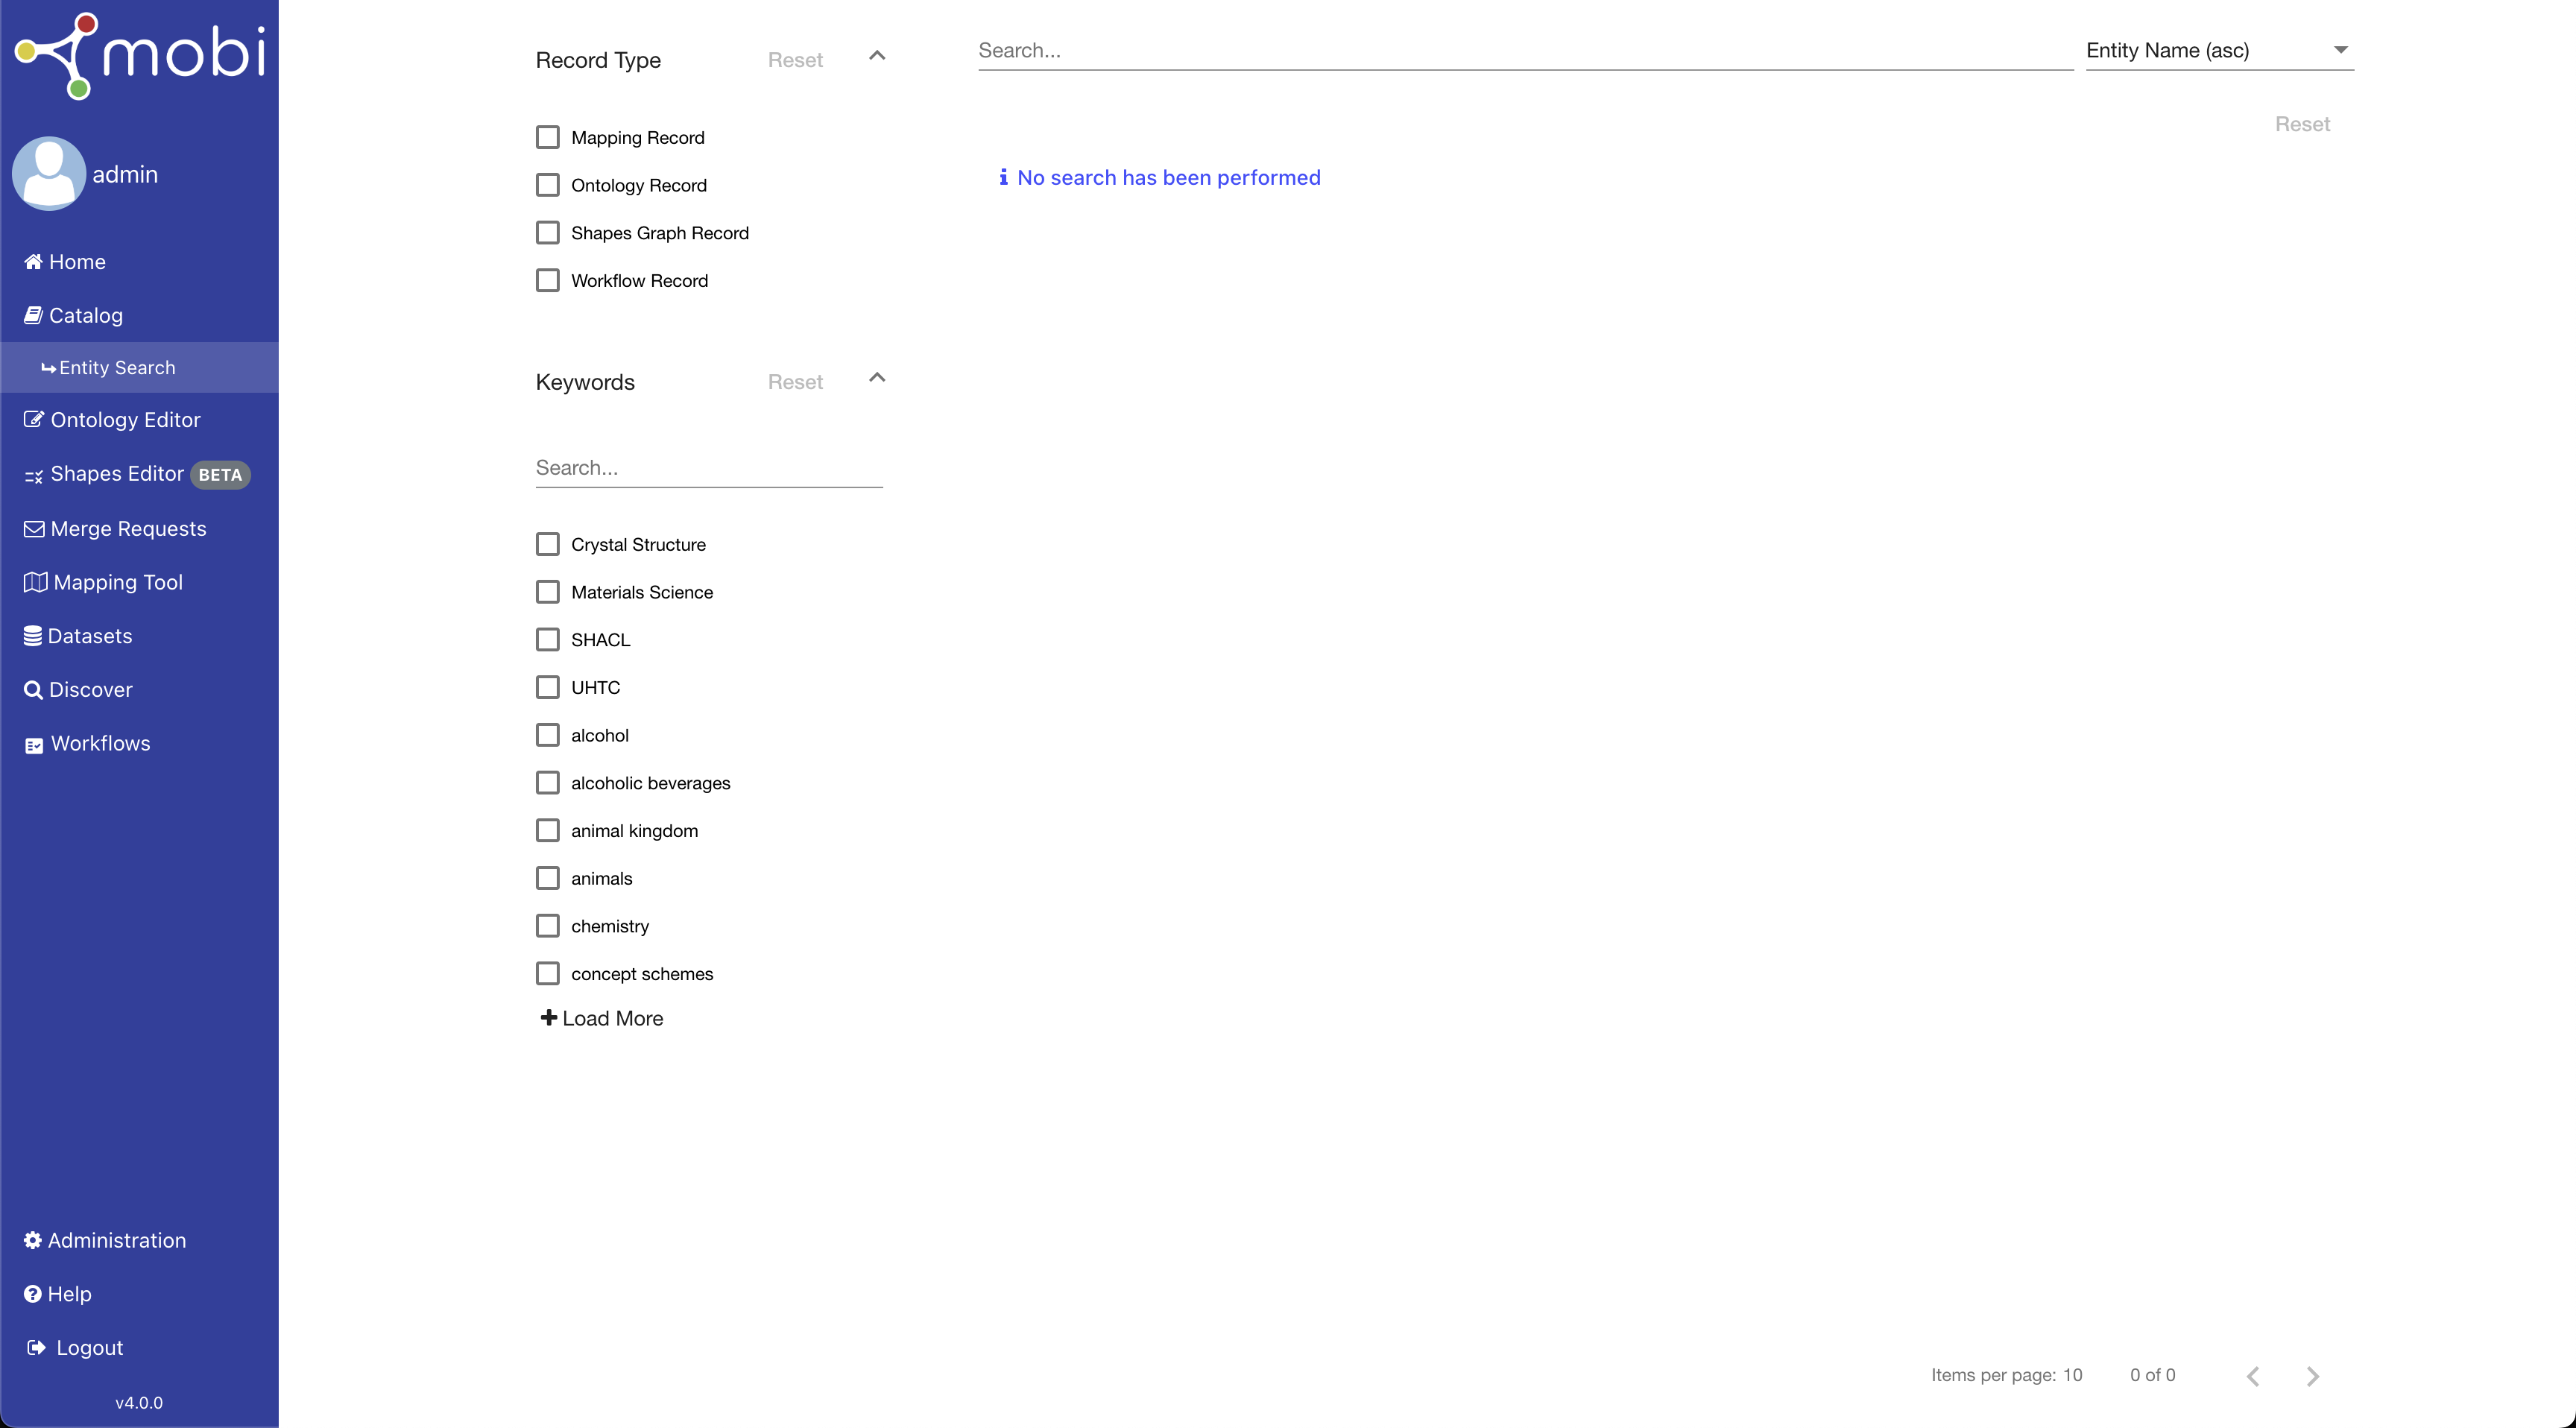 mobi
admin
Home
Catalog
Entity Search
Ontology Editor
Shapes Editor BETA
Merge Requests
Mapping Tool
Datasets
Discover
Workflows
Administration
Help
Logout
v4.0.0
Record Type Reset
Mapping Record
Ontology Record
Shapes Graph Record
Workflow Record
Keywords Reset
Search...
Crystal Structure
Materials Science
SHACL
UHTC
alcohol
alcoholic beverages
animal kingdom
animals
chemistry
concept schemes
Load More
Search... Entity Name (asc)
Reset
No search has been performed
Items per page: 10 0 of 0